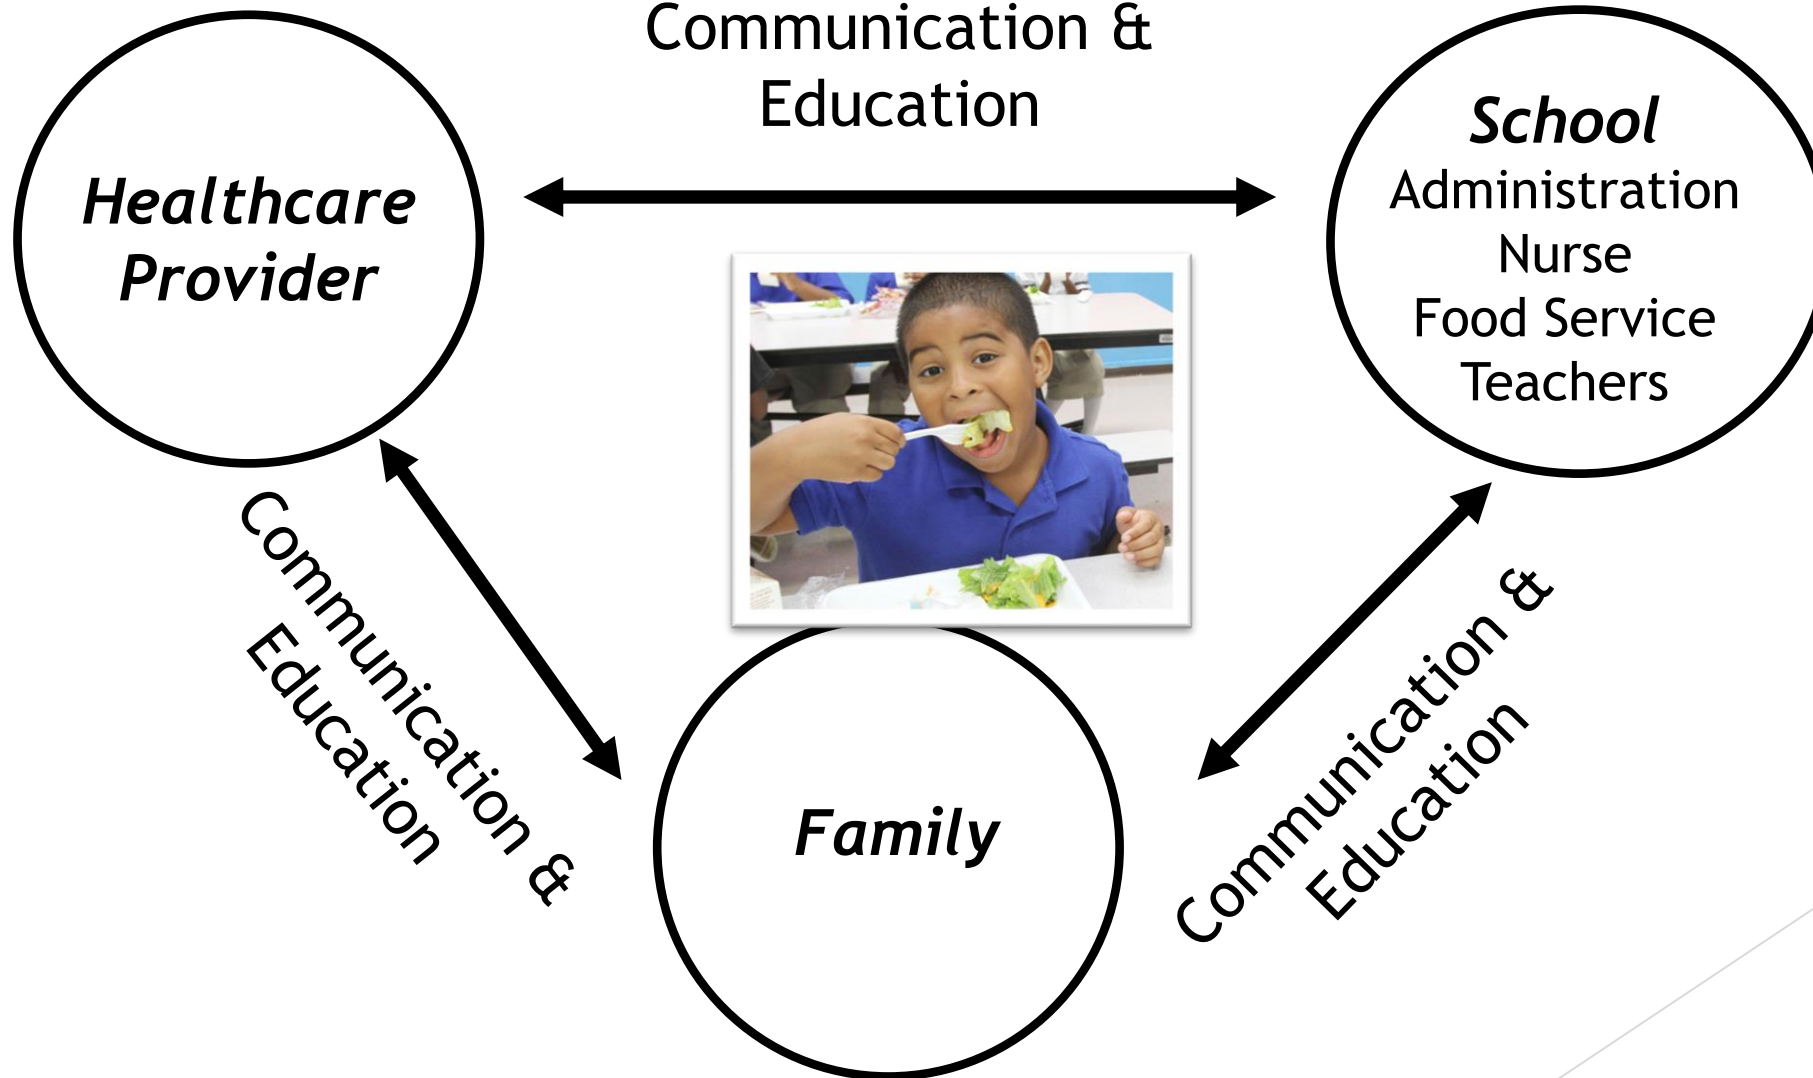 Communication &
Education
Healthcare
Provider
School
Administration
Nurse
Food Service
Teachers
Communication &
Education
Family
Communication &
Education